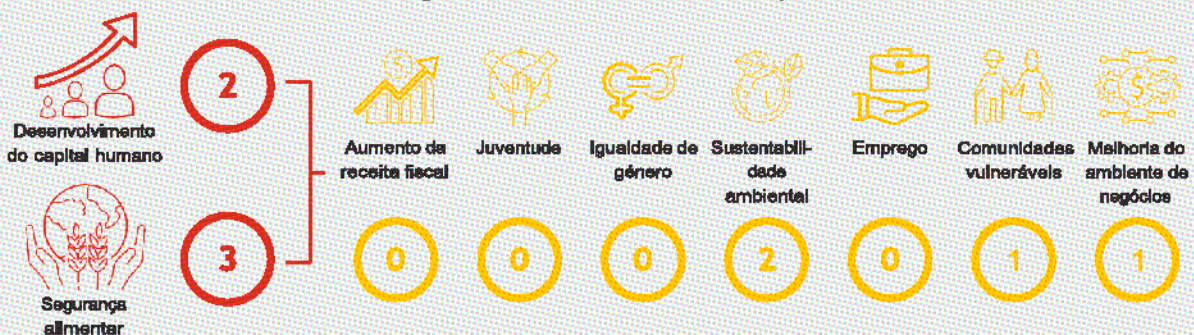 2
Desenvolvimento
do capital humano
3
Segurança
alimentar
$
Aumento da
receita fiscal
0
Juventude
0
Igualdade de
género
0
Sustentabili-
dade
ambiental
2
Emprego
0
Comunidades
vulneráveis
1
$
Melhoria do
ambiente de
negócios
1